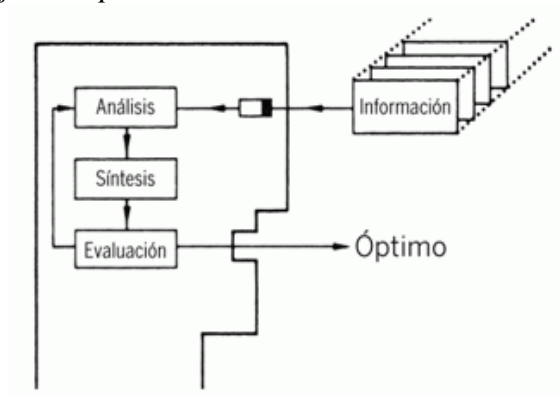 Análisis
Información
Síntesis
Evaluación
Óptimo